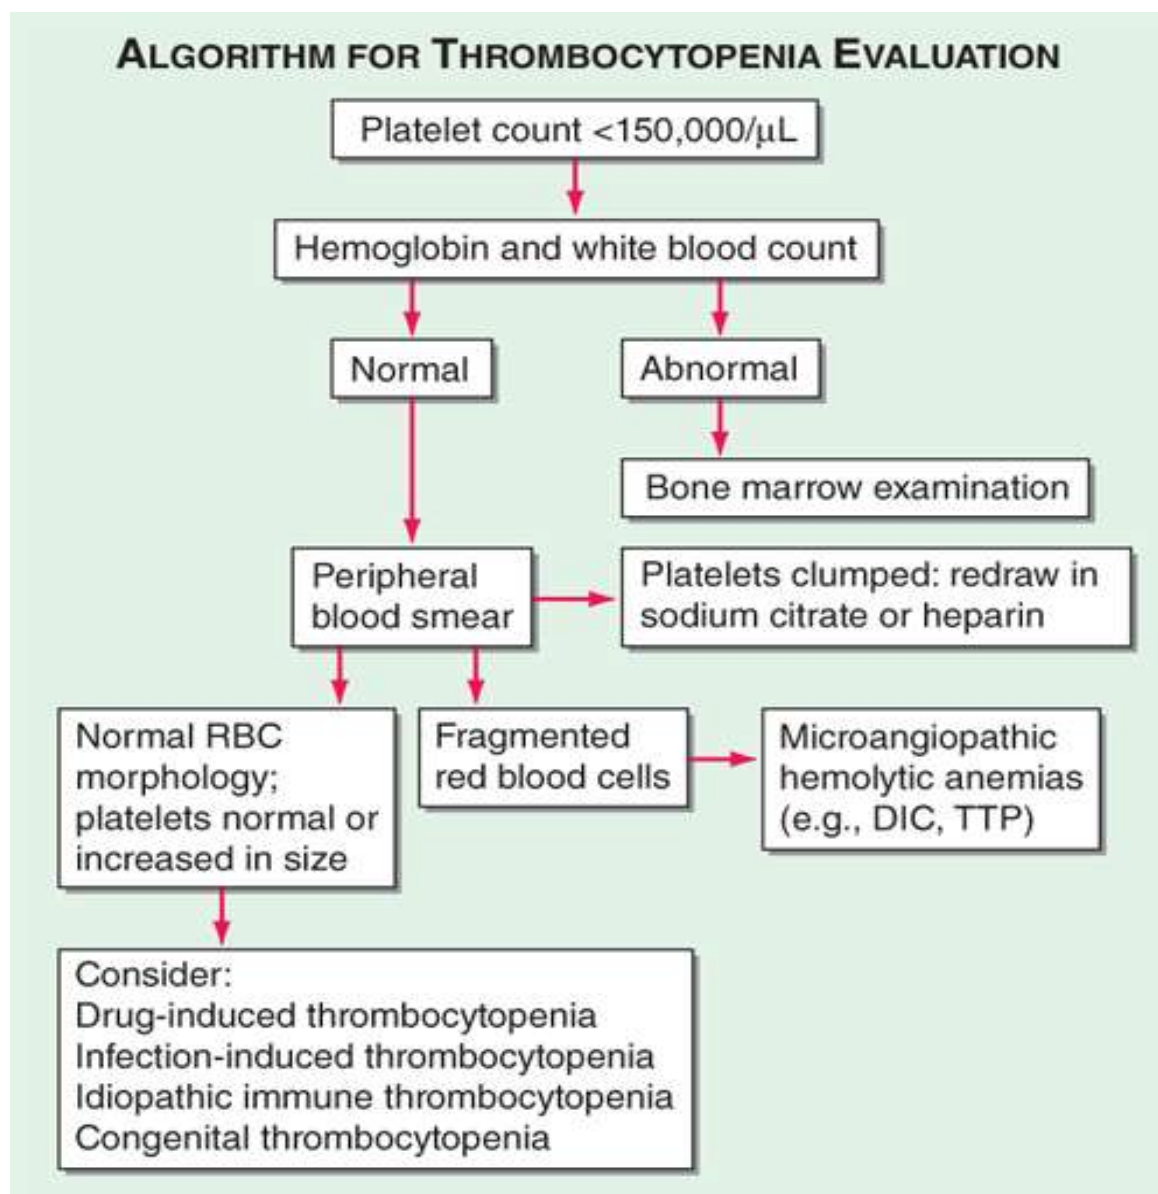 ALGORITHM FOR THROMBOCYTOPENIA EVALUATION
Platelet count <150,000/μL
Hemoglobin and white blood count
Normal
Abnormal
Bone marrow examination
Peripheral
blood smear
Platelets clumped: redraw in
sodium citrate or heparin
Normal RBC
morphology;
platelets normal or
increased in size
Fragmented
red blood cells
Microangiopathic
hemolytic anemias
(e.g., DIC, TTP)
Consider:
Drug-induced thrombocytopenia
Infection-induced thrombocytopenia
Idiopathic immune thrombocytopenia
Congenital thrombocytopenia